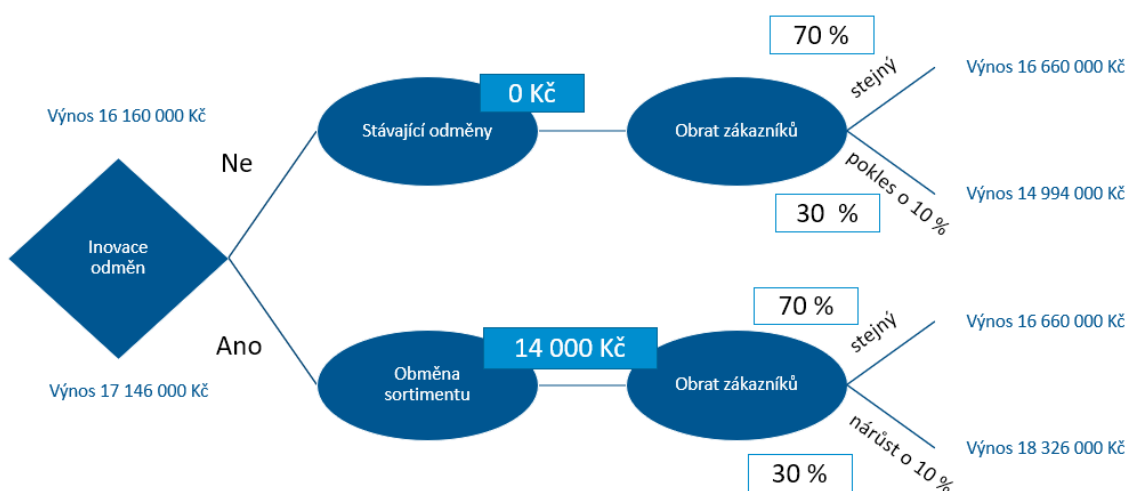 70 %
stejný
Výnos 16 660 000 Kč
0 Kč
Výnos 16 160 000 Kč
Stávající odměny
Obrat zákazníků
Ne
pokles o 10 %
Výnos 14 994 000 Kč
30 %
Inovace
odměn
70 %
stejný
Výnos 16 660 000 Kč
Ano
14 000 Kč
Výnos 17 146 000 Kč
Obměna
sortimentu
Obrat zákazníků
nárůst o 10 %
Výnos 18 326 000 Kč
30 %